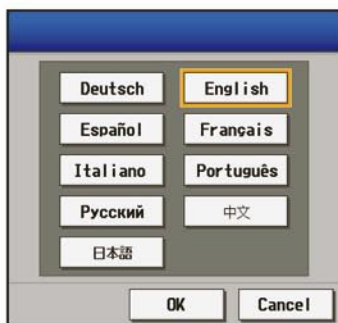 Deutsch English
Español Français
Italiano Português
Русский 中文
日本語
OK Cancel